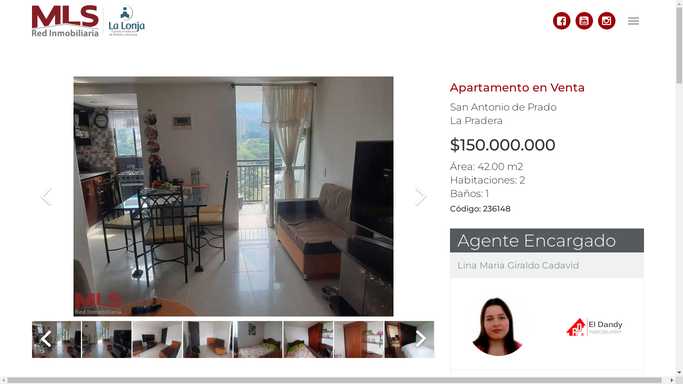 MLS
Red Inmobiliaria
La Lonja
Apartamento en Venta
San Antonio de Prado
La Pradera
$150.000.000
Área: 42.00 m2
Habitaciones: 2
Baños: 1
Código: 236148
Agente Encargado
Lina Maria Giraldo Cadavid
MLS
Red Inmobiliaria
El Dandy